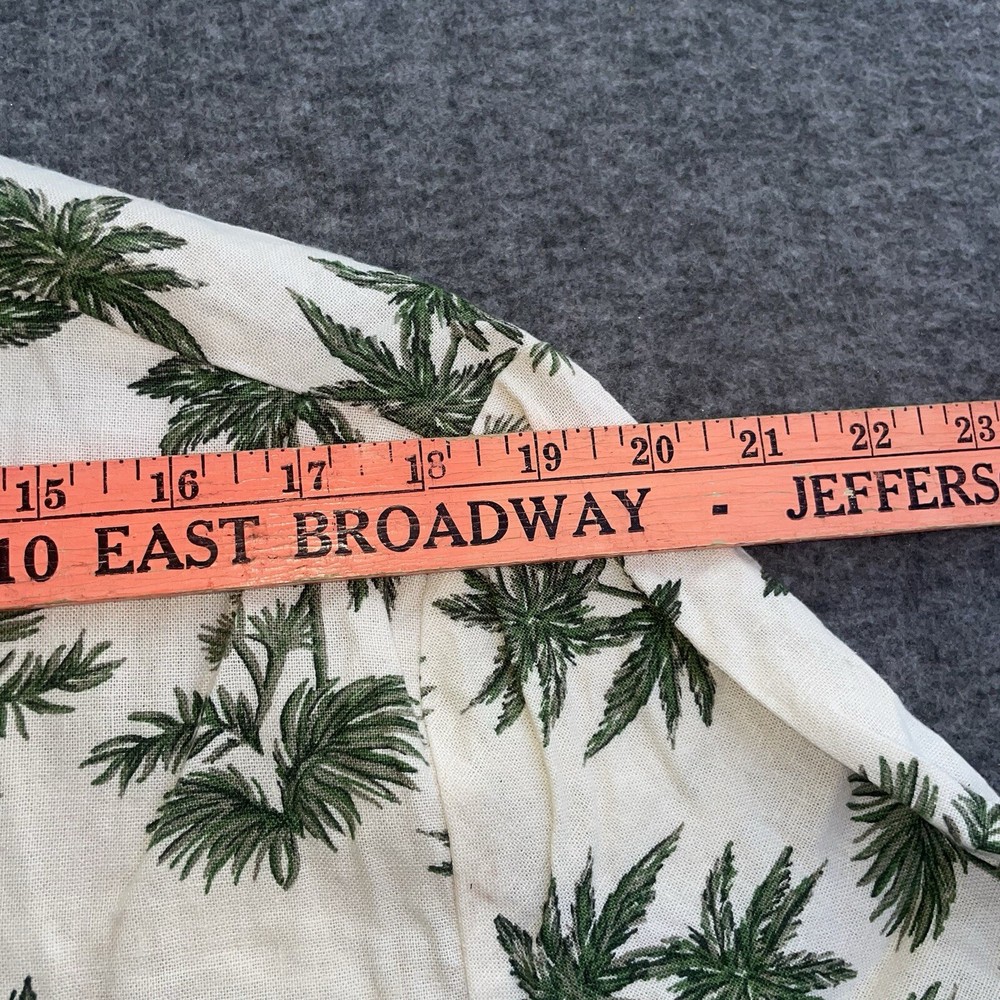 15 16 17 18 19 20 21 22 23
10 EAST BROADWAY - JEFFERS